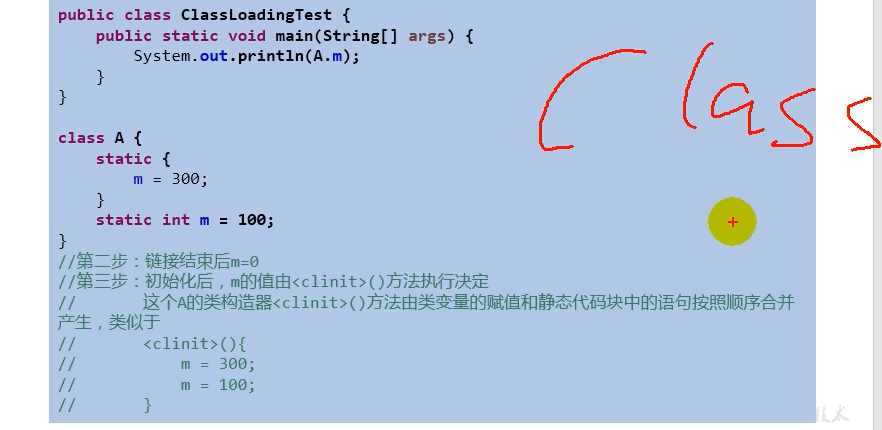 public class ClassLoadingTest {
    public static void main(String[] args) {
        System.out.println(A.m);
    }
}
class A {
    static {
        m = 300;
    }
    static int m = 100;
}
//第二步：链接结束后m=0
//第三步：初始化后，m的值由<clinit>()方法执行决定
//       这个A的类构造器<clinit>()方法由类变量的赋值和静态代码块中的语句按照顺序合并
产生，类似于
//       <clinit>(){
//           m = 300;
//           m = 100;
//       }
Class
技术